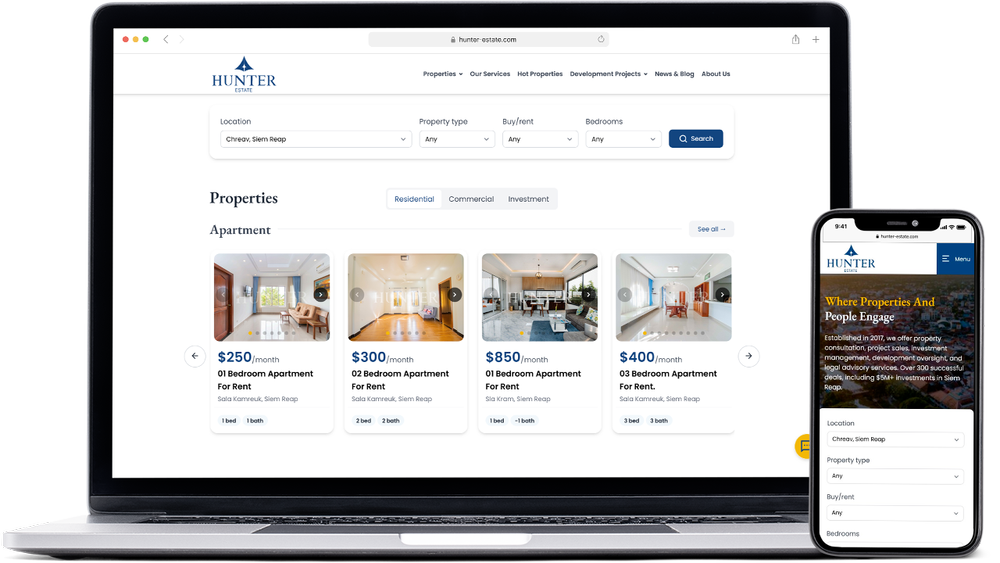 hunter-estate.com
HUNTER
ESTATE
Properties Our Services Hot Properties Development Projects News & Blog About Us
Location Property type Buy/rent Bedrooms
Chreav, Siem Reap Any Any Any Search
Properties
Residential Commercial Investment
Apartment
See all →
$250/month
01 Bedroom Apartment
For Rent
Sala Kamreuk, Siem Reap
1 bed 1 bath
$300/month
02 Bedroom Apartment
For Rent
Sala Kamreuk, Siem Reap
2 bed 2 bath
$850/month
01 Bedroom Apartment
For Rent
Sla Kram, Siem Reap
1 bed -1 bath
$400/month
03 Bedroom Apartment
For Rent.
Sala Kamreuk, Siem Reap
3 bed 3 bath
9:41
hunter-estate.com
HUNTER
ESTATE
Menu
Where Properties And
People Engage
Established in 2017, we offer property
consultation, project sales, investment
management, development oversight, and
legal advisory services. Over 300 successful
deals, including $5M+ investments in Siem
Reap.
Location
Chreav, Siem Reap
Property type
Any
Buy/rent
Any
Bedrooms